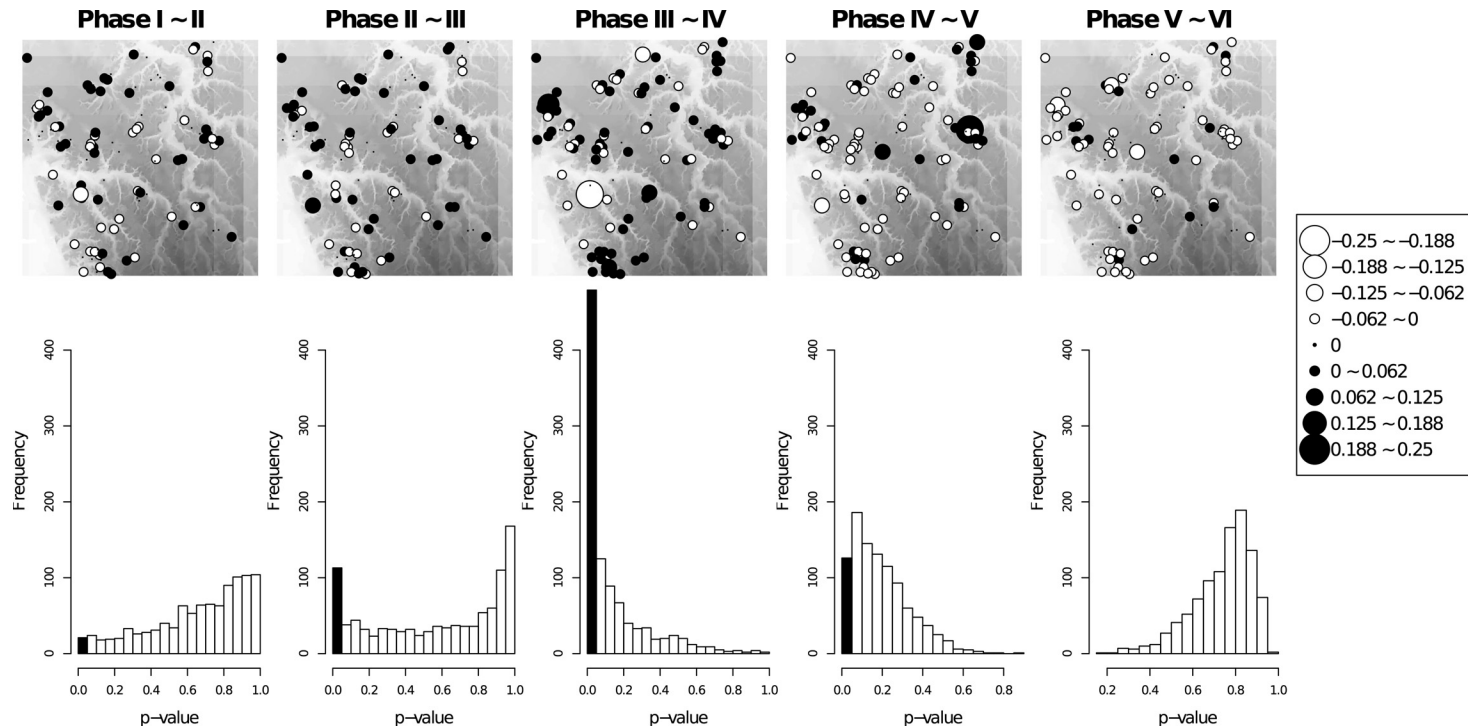 Phase I ~ II Phase II ~ III Phase III ~ IV Phase IV ~ V Phase V ~ VI
−0.25 ~ −0.188
−0.188 ~ −0.125
−0.125 ~ −0.062
−0.062 ~ 0
0
0 ~ 0.062
0.062 ~ 0.125
0.125 ~ 0.188
0.188 ~ 0.25
Frequency
0 100 200 300 400
0.0 0.2 0.4 0.6 0.8 1.0
p−value
Frequency
0 100 200 300 400
0.0 0.2 0.4 0.6 0.8 1.0
p−value
Frequency
0 100 200 300 400
0.0 0.2 0.4 0.6 0.8 1.0
p−value
Frequency
0 100 200 300 400
0.0 0.2 0.4 0.6 0.8
p−value
Frequency
0 100 200 300 400
0.2 0.4 0.6 0.8 1.0
p−value